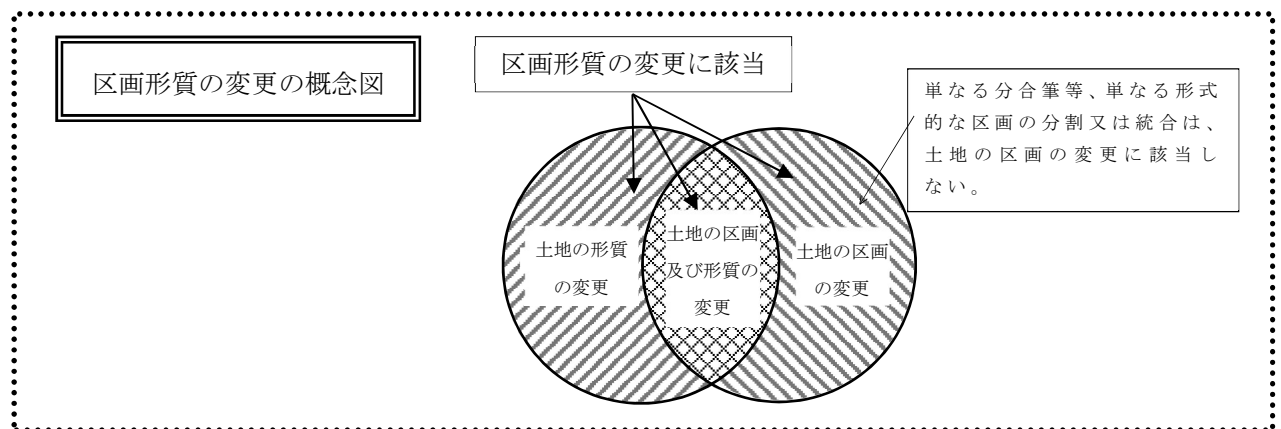 区画形質の変更の概念図
区画形質の変更に該当
単なる分合筆等、単なる形式
的な区画の分割又は統合は、
土地の区画の変更に該当し
ない。
土地の形質
の変更
土地の区画
及び形質の
変更
土地の区画
の変更